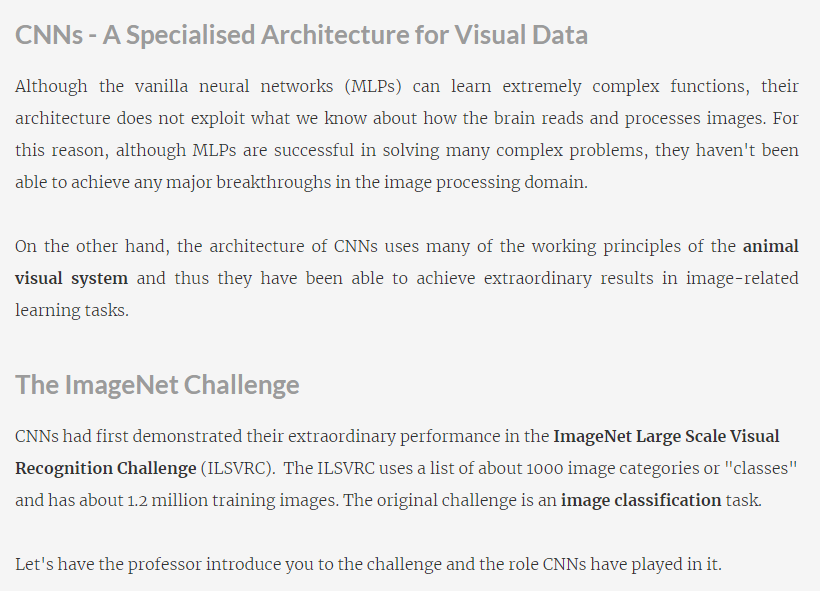 CNNs - A Specialised Architecture for Visual Data
Although the vanilla neural networks (MLPs) can learn extremely complex functions, their
architecture does not exploit what we know about how the brain reads and processes images. For
this reason, although MLPs are successful in solving many complex problems, they haven't been
able to achieve any major breakthroughs in the image processing domain.
On the other hand, the architecture of CNNs uses many of the working principles of the animal
visual system and thus they have been able to achieve extraordinary results in image-related
learning tasks.
The ImageNet Challenge
CNNs had first demonstrated their extraordinary performance in the ImageNet Large Scale Visual
Recognition Challenge (ILSVRC).  The ILSVRC uses a list of about 1000 image categories or "classes"
and has about 1.2 million training images. The original challenge is an image classification task.
Let's have the professor introduce you to the challenge and the role CNNs have played in it.